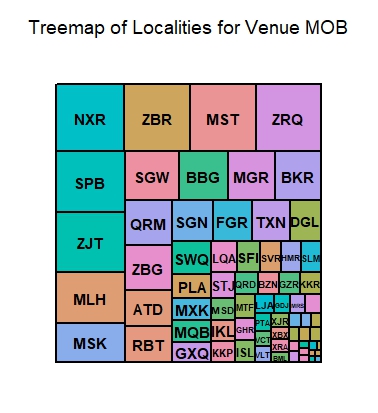 Treemap of Localities for Venue MOB
NXR ZBR MST ZRQ
SPB SGW BBG MGR BKR
QRM SGN FGR TXN DGL
ZJT ZBG SWQ LQA SFI SVR HMR SLM
MLH PLA STJ QRD BZN GZR KKR
ATD MXK MSD MTF LJA GDJ
MSK RBT MQB IKL GHR PTA XJR
VCT XBX
GXQ KKP ISL VLT XRA
BML